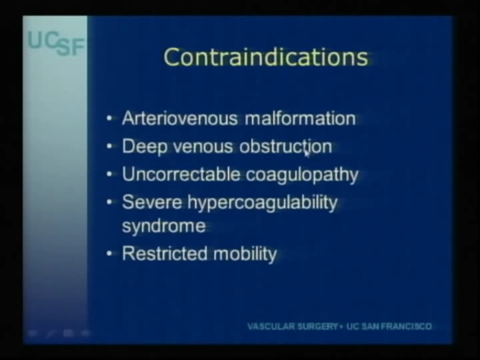 UCSF
Contraindications
• Arteriovenous malformation
• Deep venous obstruction
• Uncorrectable coagulopathy
• Severe hypercoagulability
syndrome
• Restricted mobility
VASCULAR SURGERY • UC SAN FRANCISCO